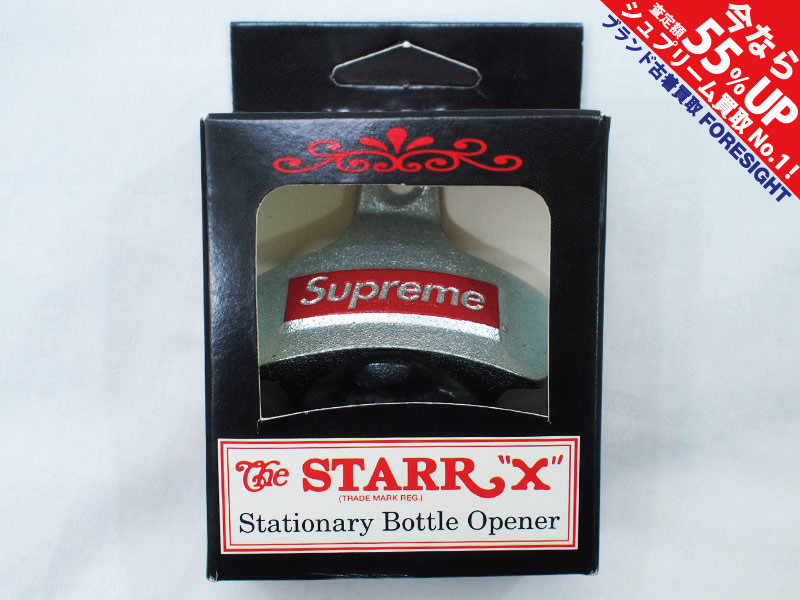 今なら
査定額 55% UP
シュプリーム買取 No.1!
ブランド古着買取 FORESIGHT
Supreme
The STARR "X"
(TRADE MARK REG.)
Stationary Bottle Opener